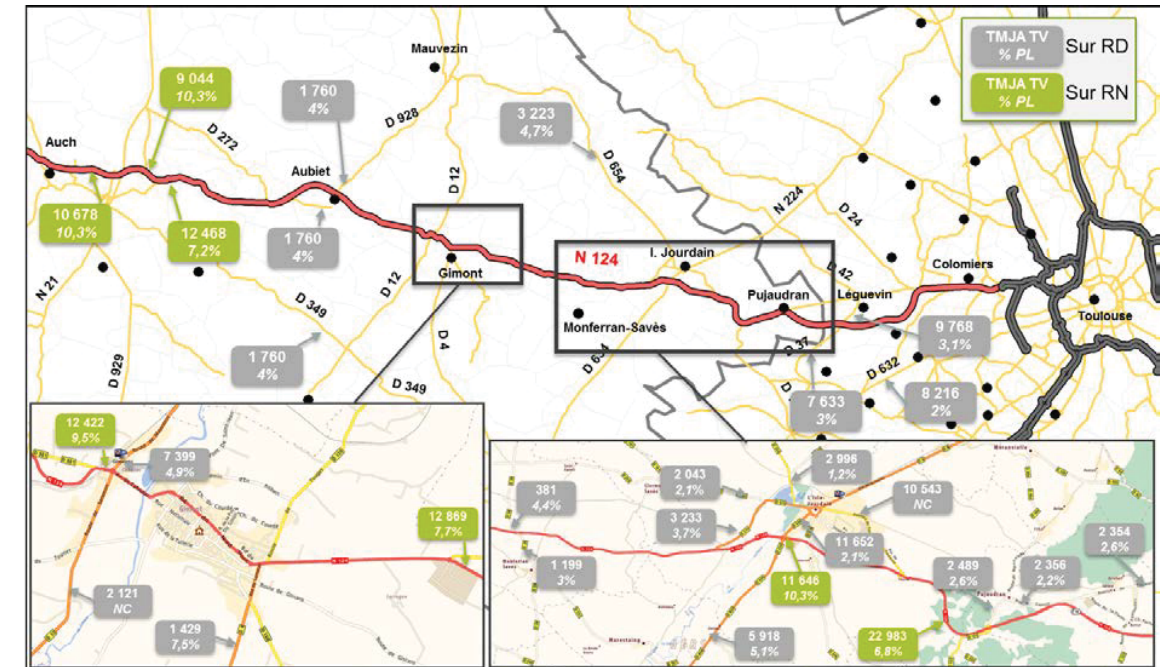 TMJA TV
% PL
Sur RD
TMJA TV
% PL
Sur RN
Mauvezin
9 044
10,3%
1 760
4%
D 928
3 223
4,7%
D 272
Auch
Aubiet
D 12
D 654
N 224
D 24
10 678
10,3%
12 468
7,2%
1 760
4%
N 124
I. Jourdain
D 42
Colomiers
Gimont
Pujaudran
Léguevin
Toulouse
N 21
D 12
D 349
Monferran-Savès
9 768
3,1%
D 4
D 654
D 37
D 632
1 760
4%
D 929
D 349
7 633
3%
8 216
2%
12 422
9,5%
7 399
4,9%
Gimont
12 869
7,7%
2 121
NC
1 429
7,5%
2 996
1,2%
2 043
2,1%
381
4,4%
10 543
NC
3 233
3,7%
11 652
2,1%
2 354
2,6%
1 199
3%
11 646
10,3%
2 489
2,6%
2 356
2,2%
Pujaudran
5 918
5,1%
22 983
6,8%